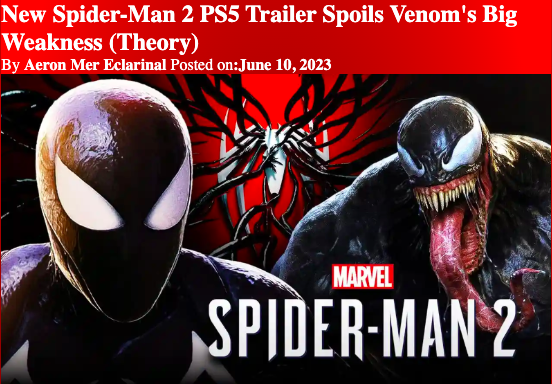 New Spider-Man 2 PS5 Trailer Spoils Venom's Big
Weakness (Theory)
By Aeron Mer Eclarinal Posted on:June 10, 2023
MARVEL
SPIDER-MAN 2